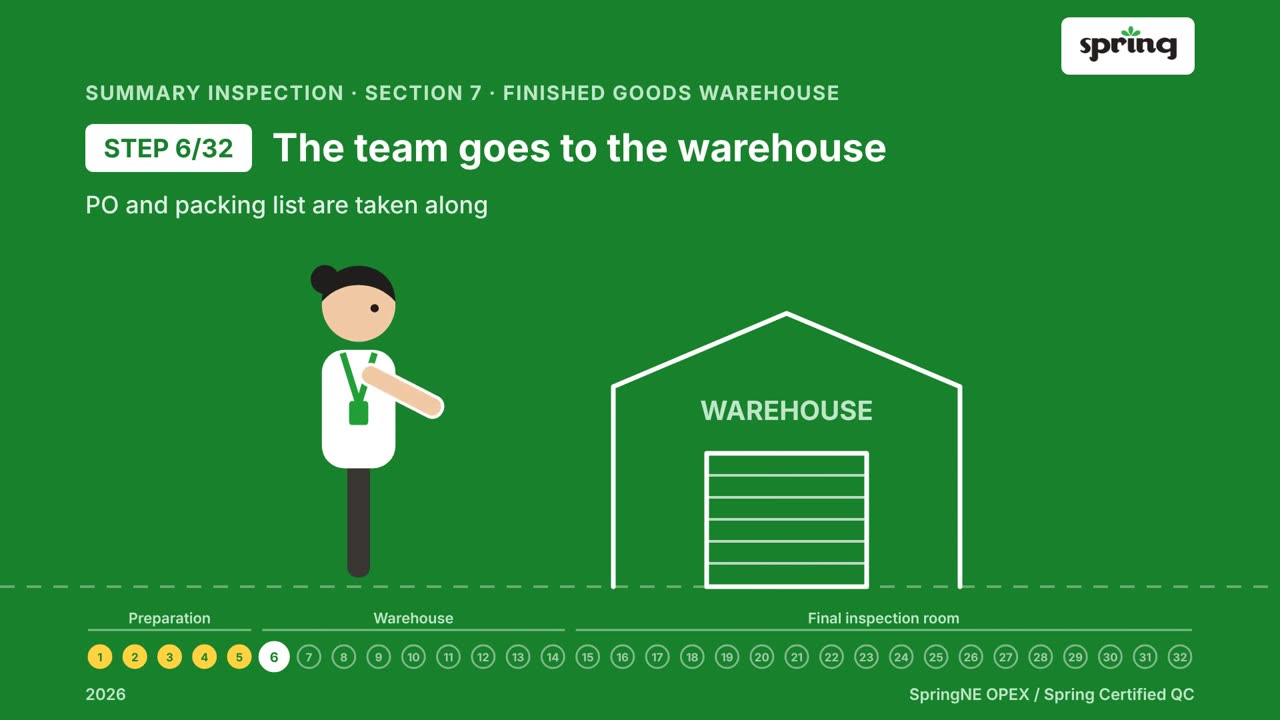 spring
SUMMARY INSPECTION · SECTION 7 · FINISHED GOODS WAREHOUSE
STEP 6/32 The team goes to the warehouse
PO and packing list are taken along
WAREHOUSE
Preparation Warehouse Final inspection room
1 2 3 4 5 6 7 8 9 10 11 12 13 14 15 16 17 18 19 20 21 22 23 24 25 26 27 28 29 30 31 32
2026 SpringNE OPEX / Spring Certified QC